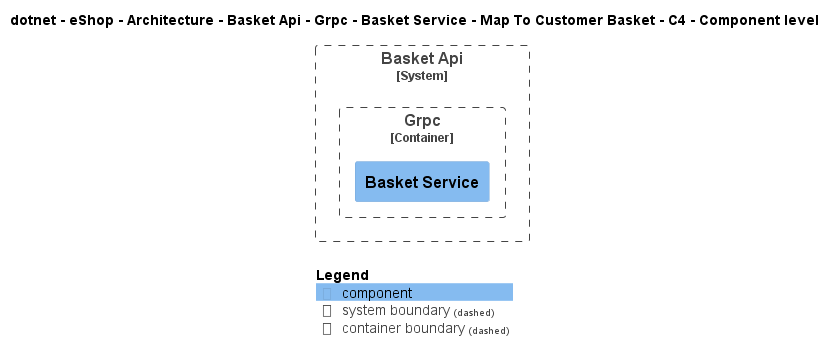 dotnet - eShop - Architecture - Basket Api - Grpc - Basket Service - Map To Customer Basket - C4 - Component level
Basket Api
[System]
Grpc
[Container]
Basket Service
Legend
component
system boundary (dashed)
container boundary (dashed)